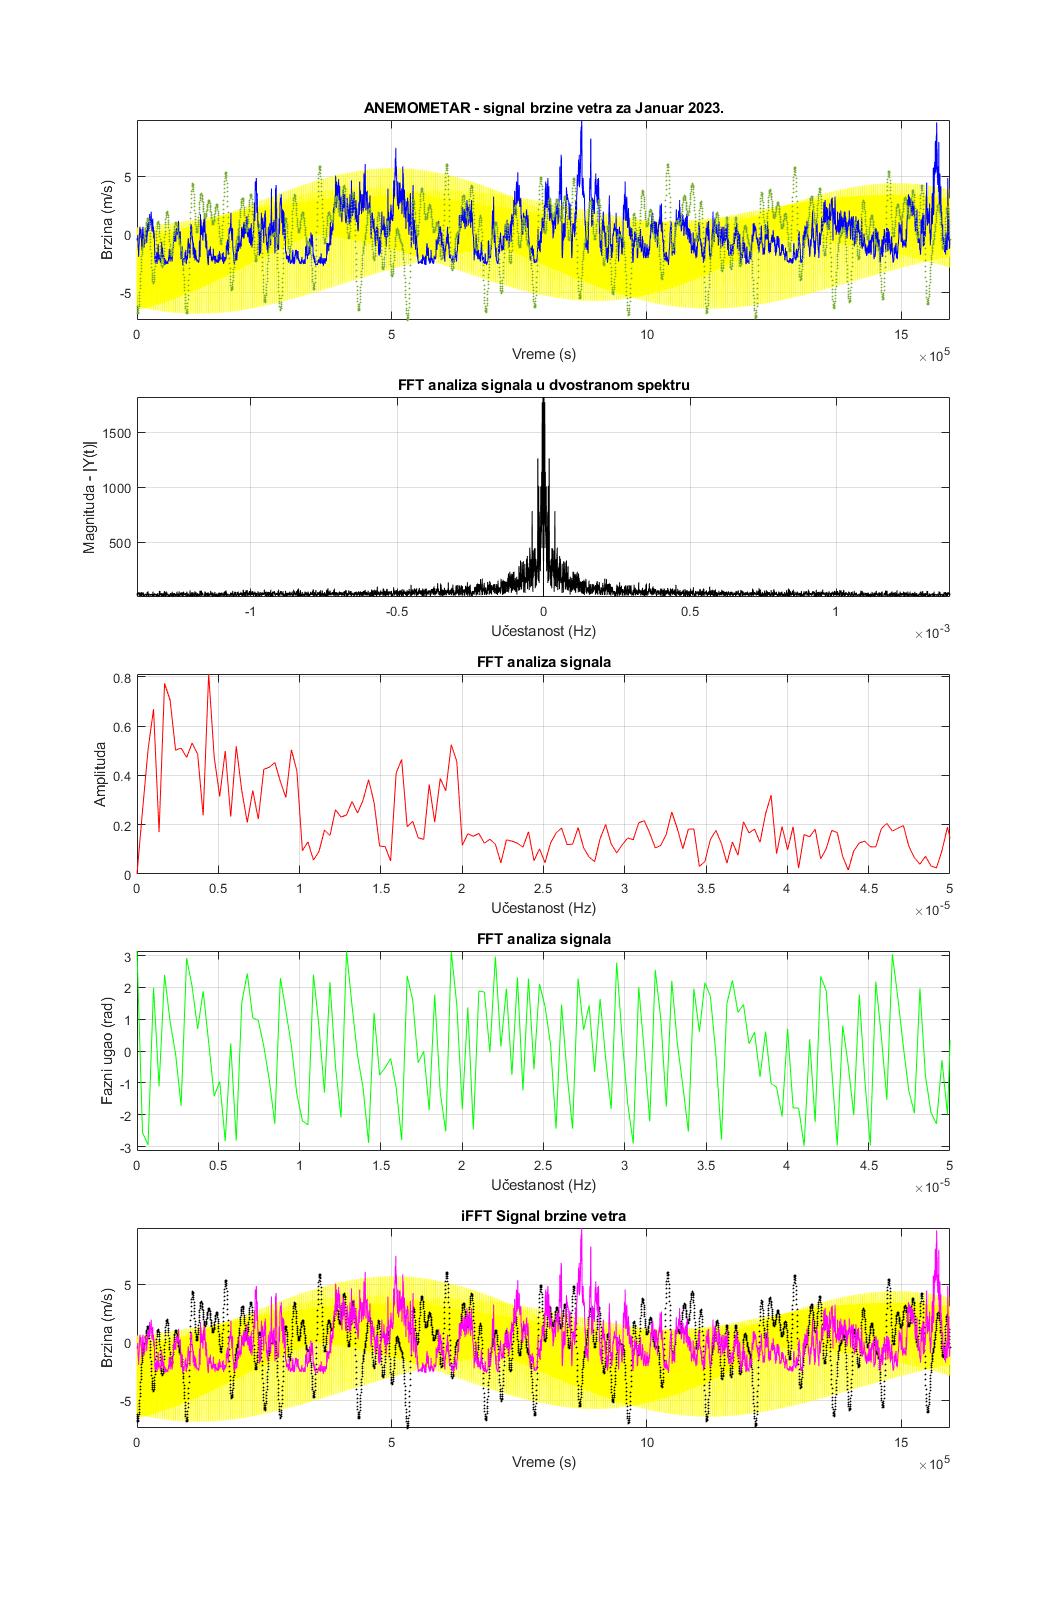 ANEMOMETAR - signal brzine vetra za Januar 2023.
Brzina (m/s)
5
0
-5
0 5 10 15
Vreme (s)
×10^5
FFT analiza signala u dvostranom spektru
Magnituda - |Y(t)|
1500
1000
500
-1 -0.5 0 0.5 1
Učestanost (Hz)
×10^-3
FFT analiza signala
Amplituda
0.8
0.6
0.4
0.2
0
0 0.5 1 1.5 2 2.5 3 3.5 4 4.5 5
Učestanost (Hz)
×10^-5
FFT analiza signala
Fazni ugao (rad)
3
2
1
0
-1
-2
-3
0 0.5 1 1.5 2 2.5 3 3.5 4 4.5 5
Učestanost (Hz)
×10^-5
iFFT Signal brzine vetra
Brzina (m/s)
5
0
-5
0 5 10 15
Vreme (s)
×10^5